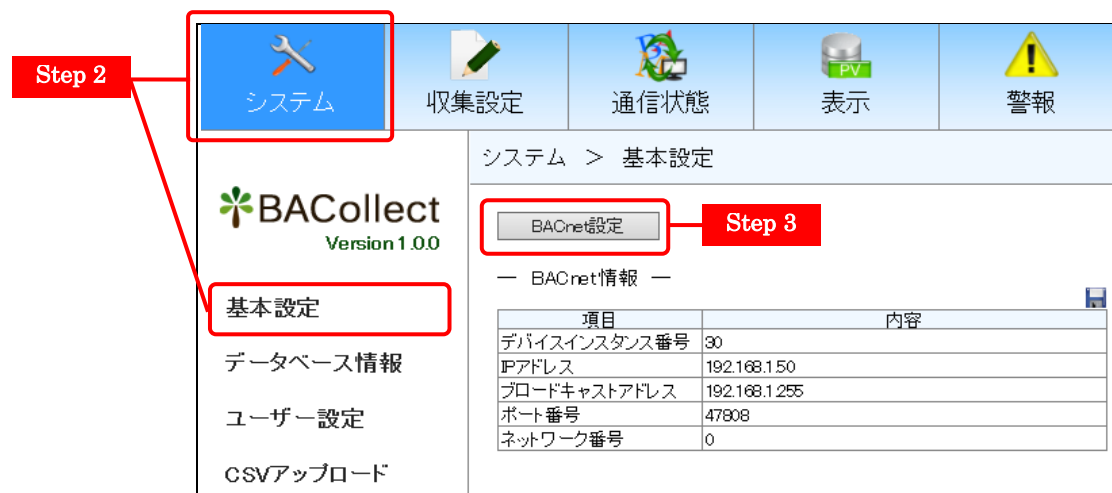 Step 2
システム
収集設定
通信状態
PV
表示
警報
システム ＞ 基本設定
BACollect
Version 1.0.0
BACnet設定
Step 3
― BACnet情報 ―
基本設定
データベース情報
ユーザー設定
CSVアップロード
項目 内容
デバイスインスタンス番号 30
IPアドレス 192.168.1.50
ブロードキャストアドレス 192.168.1.255
ポート番号 47808
ネットワーク番号 0